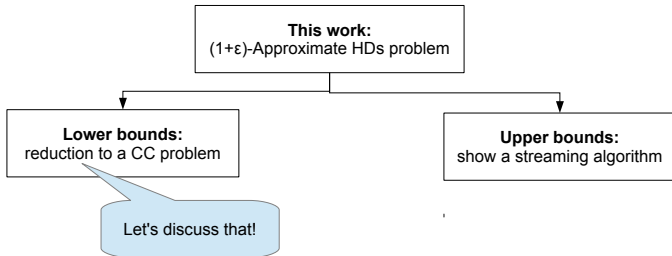 This work:
(1+ε)-Approximate HDs problem
Lower bounds:
reduction to a CC problem
Upper bounds:
show a streaming algorithm
Let's discuss that!